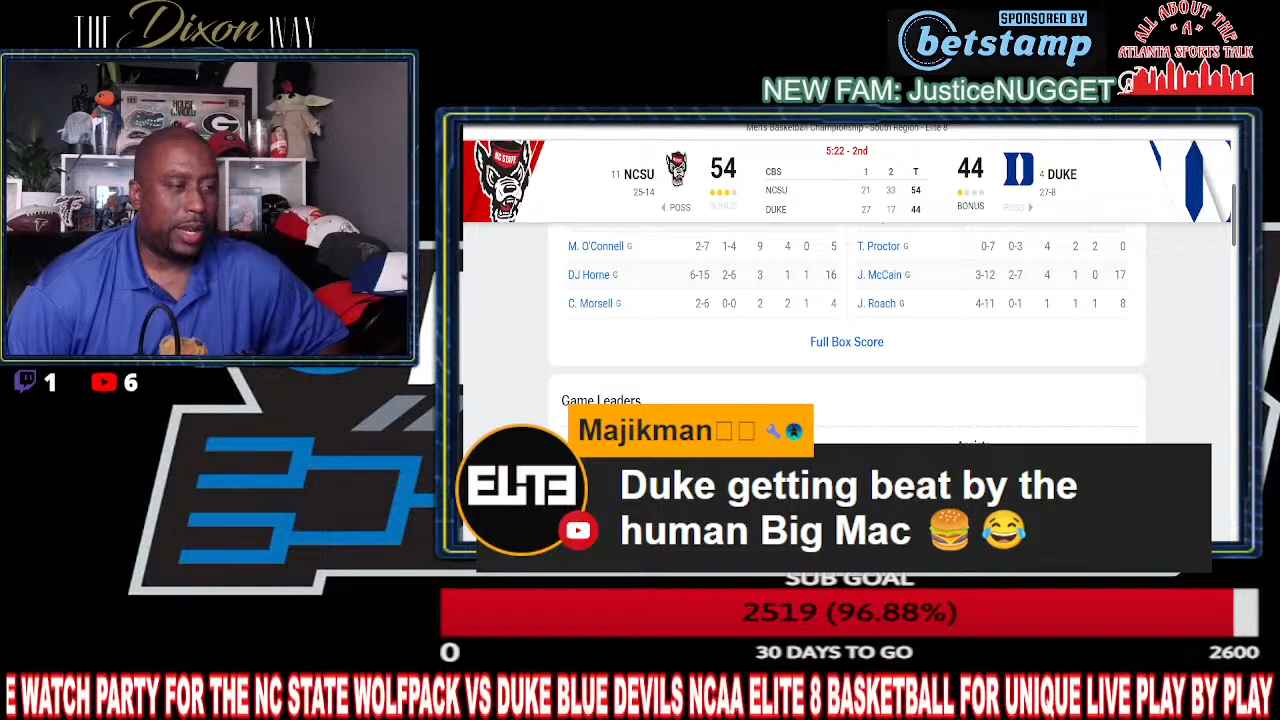 THE Dixon WAY
SPONSORED BY
betstamp
ALL ABOUT THE
"A"
ATLANTA SPORTS TALK
NEW FAM: JusticeNUGGET
HOUSE
G
Men's Basketball Championship - South Region - Elite 8
NC STATE
11 NCSU
25-14
54
BONUS
POSS
5:22 - 2nd
CBS 1 2 T
NCSU 21 33 54
DUKE 27 17 44
44
BONUS
D
4 DUKE
27-8
POSS
M. O'Connell G 2-7 1-4 9 4 0 5
T. Proctor G 0-7 0-3 4 2 2 0
DJ Horne G 6-15 2-6 3 1 1 16
J. McCain G 3-12 2-7 4 1 0 17
C. Morsell G 2-6 0-0 2 2 1 4
J. Roach G 4-11 0-1 1 1 1 8
Full Box Score
Game Leaders
1
6
Majikman
ELITE
Duke getting beat by the
human Big Mac 🍔 😂
SUB GOAL
2519 (96.88%)
0 30 DAYS TO GO 2600
E WATCH PARTY FOR THE NC STATE WOLFPACK VS DUKE BLUE DEVILS NCAA ELITE 8 BASKETBALL FOR UNIQUE LIVE PLAY BY PLAY